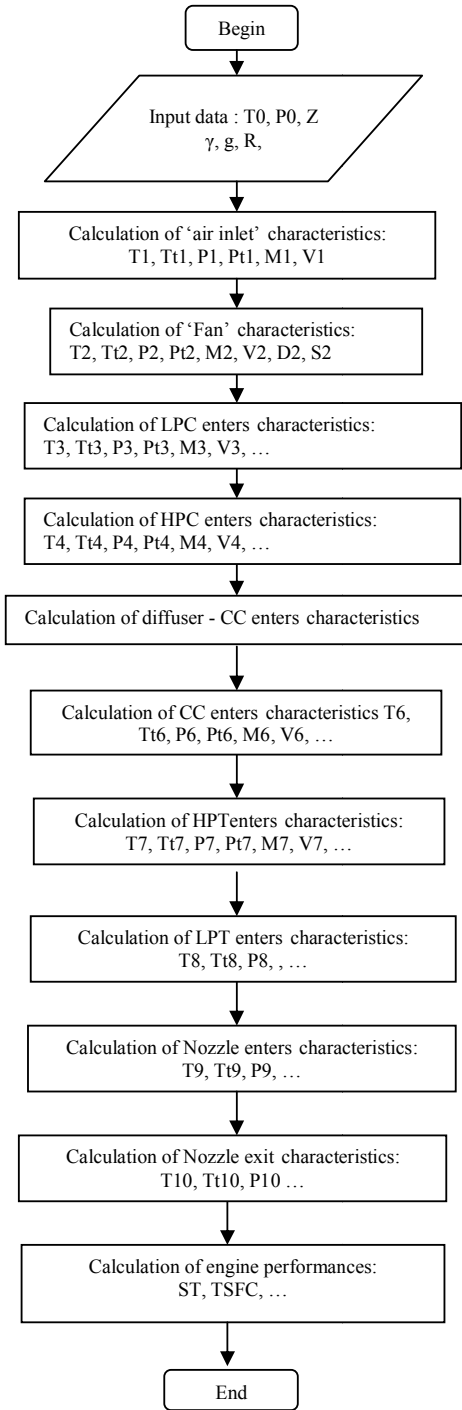 Begin
Input data : T0, P0, Z
γ, g, R,
Calculation of ‘air inlet’ characteristics:
T1, Tt1, P1, Pt1, M1, V1
Calculation of ‘Fan’ characteristics:
T2, Tt2, P2, Pt2, M2, V2, D2, S2
Calculation of LPC enters characteristics:
T3, Tt3, P3, Pt3, M3, V3, …
Calculation of HPC enters characteristics:
T4, Tt4, P4, Pt4, M4, V4, …
Calculation of diffuser - CC enters characteristics
Calculation of CC enters characteristics T6,
Tt6, P6, Pt6, M6, V6, …
Calculation of HPTenters characteristics:
T7, Tt7, P7, Pt7, M7, V7, …
Calculation of LPT enters characteristics:
T8, Tt8, P8, , …
Calculation of Nozzle enters characteristics:
T9, Tt9, P9, …
Calculation of Nozzle exit characteristics:
T10, Tt10, P10 …
Calculation of engine performances:
ST, TSFC, …
End